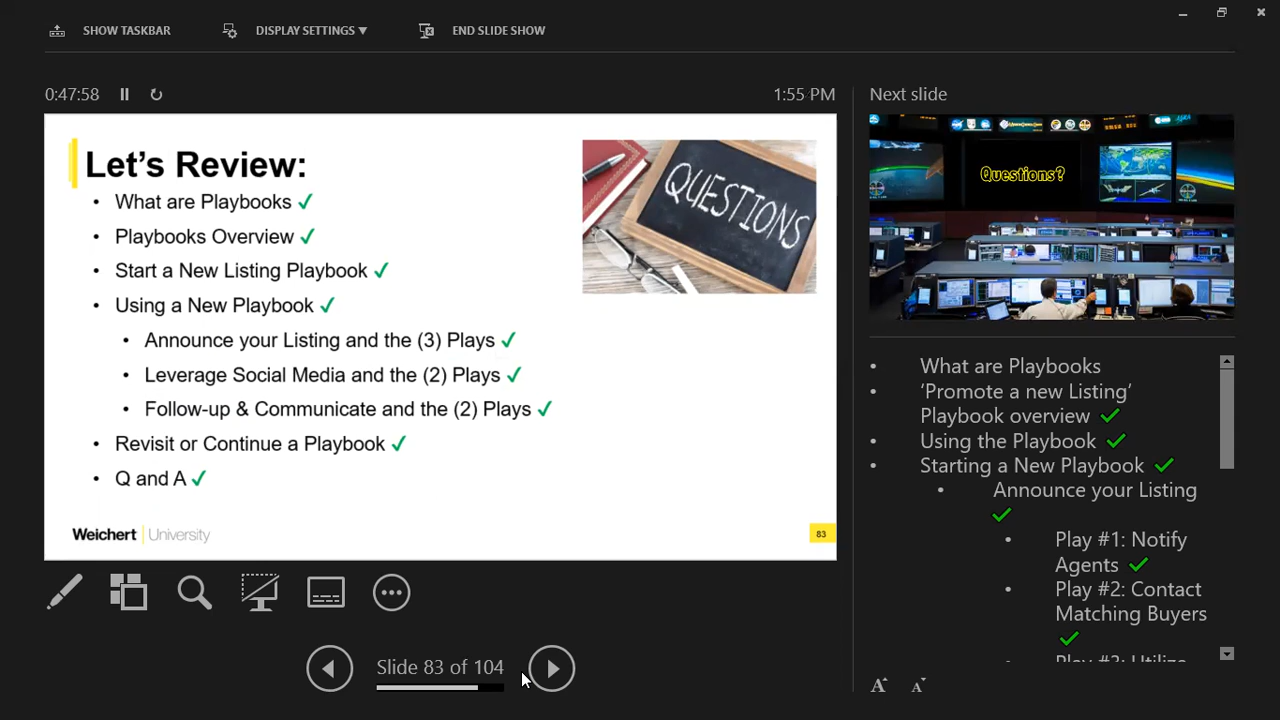 SHOW TASKBAR
DISPLAY SETTINGS ▼
END SLIDE SHOW
0:47:58
1:55 PM
Let's Review:
• What are Playbooks ✓
• Playbooks Overview ✓
• Start a New Listing Playbook ✓
• Using a New Playbook ✓
• Announce your Listing and the (3) Plays ✓
• Leverage Social Media and the (2) Plays ✓
• Follow-up & Communicate and the (2) Plays ✓
• Revisit or Continue a Playbook ✓
• Q and A ✓
QUESTIONS
Weichert | University
83
Slide 83 of 104
Next slide
Questions?
• What are Playbooks
• ‘Promote a new Listing’
Playbook overview ✓
• Using the Playbook ✓
• Starting a New Playbook ✓
• Announce your Listing
✓
• Play #1: Notify
Agents ✓
• Play #2: Contact
Matching Buyers
✓
• Play #3: Utilize
A A